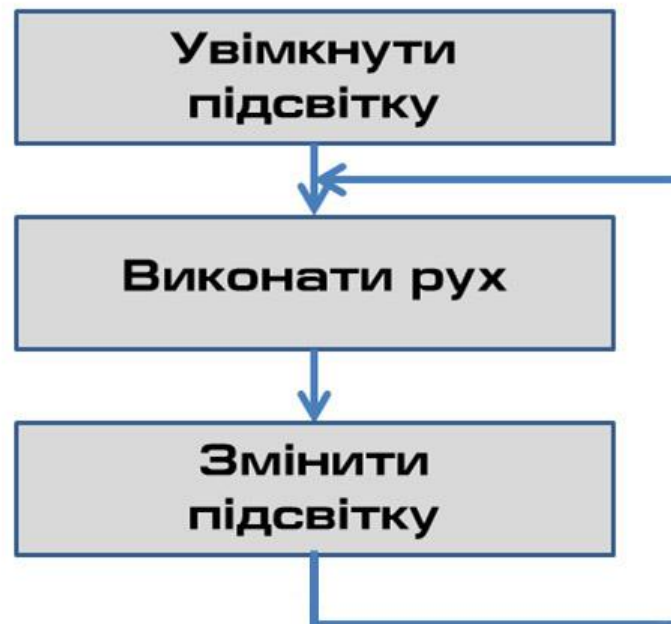 Увімкнути
підсвітку
Виконати рух
Змінити
підсвітку